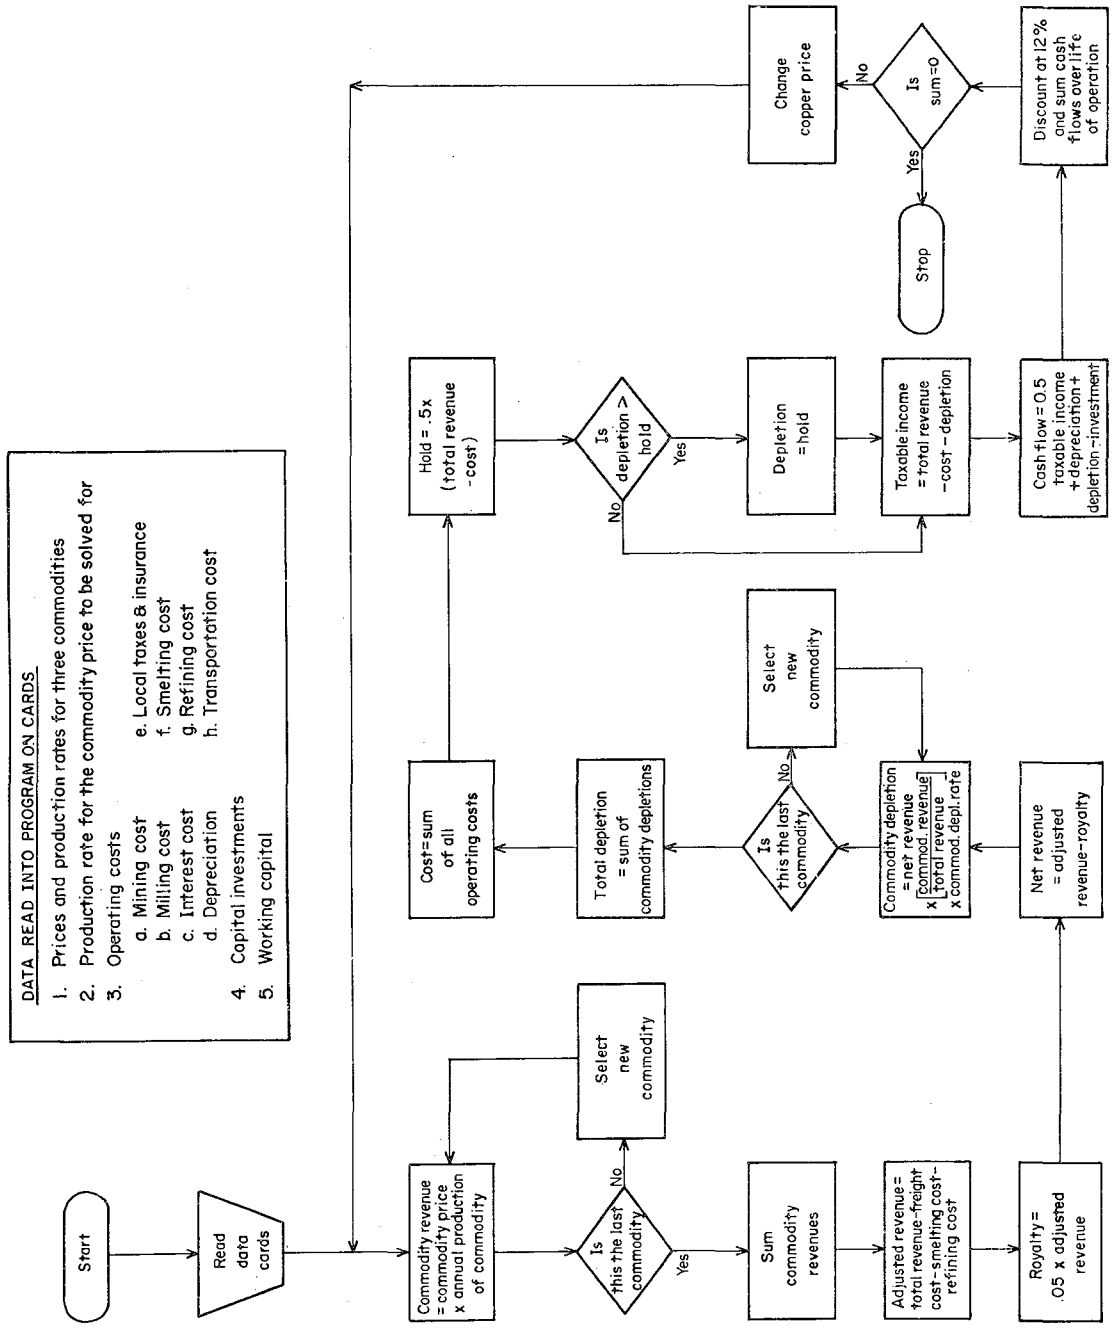 DATA READ INTO PROGRAM ON CARDS
1. Prices and production rates for three commodities
2. Production rate for the commodity price to be solved for
3. Operating costs
a. Mining cost
b. Milling cost
c. Interest cost
d. Depreciation
e. Local taxes & insurance
f. Smelting cost
g. Refining cost
h. Transportation cost
4. Capital investments
5. Working capital
Start
Read
data
cards
Commodity revenue
= commodity price
x annual production
of commodity
Is
this the last
commodity
No
Select
new
commodity
Yes
Sum
commodity
revenues
Adjusted revenue=
total revenue-freight
cost-smelting cost-
refining cost
Royalty=
.05 x adjusted
revenue
Net revenue
= adjusted
revenue-royalty
Commodity depletion
= net revenue
x [commod. revenue
total revenue]
x commod. depl. rate
Is
this the last
commodity
No
Select
new
commodity
Total depletion
= sum of
commodity depletions
Cost=sum
of all
operating costs
Hold = .5x
(total revenue
-cost)
Is
depletion >
hold
No
Yes
Depletion
= hold
Taxable income
= total revenue
-cost-depletion
Cash flow = 0.5
taxable income
+ depreciation +
depletion-investment
Discount at 12%
and sum cash
flows over life
of operation
Is
sum=0
Yes
Stop
No
Change
copper price